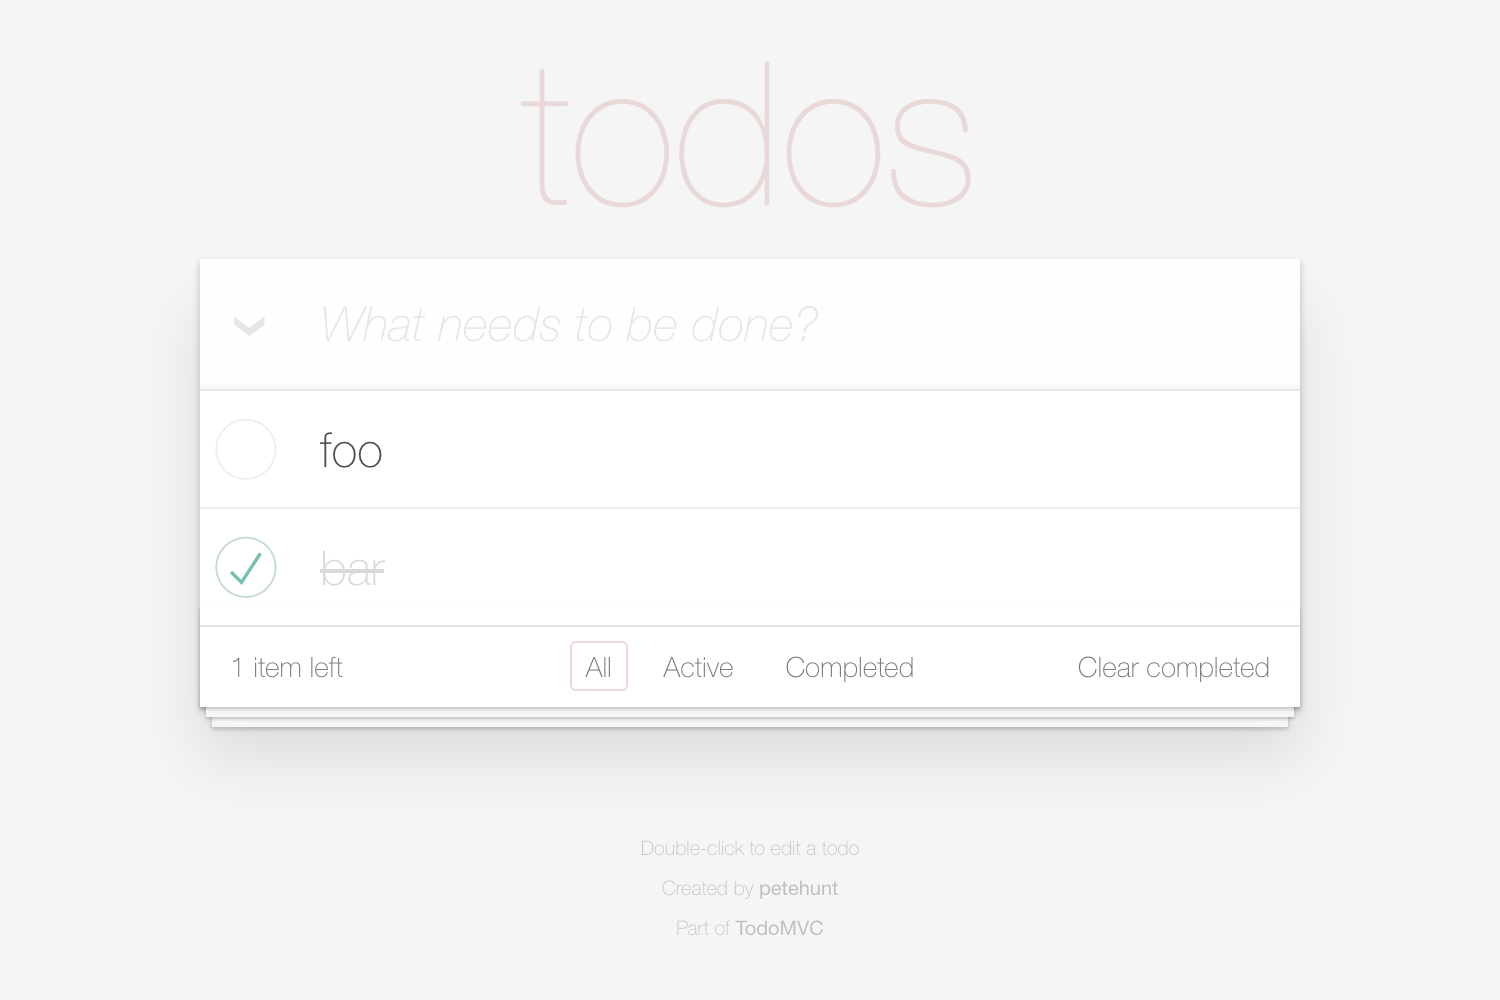 todos
What needs to be done?
foo
bar
1 item left All Active Completed Clear completed
Double-click to edit a todo
Created by petehunt
Part of TodoMVC